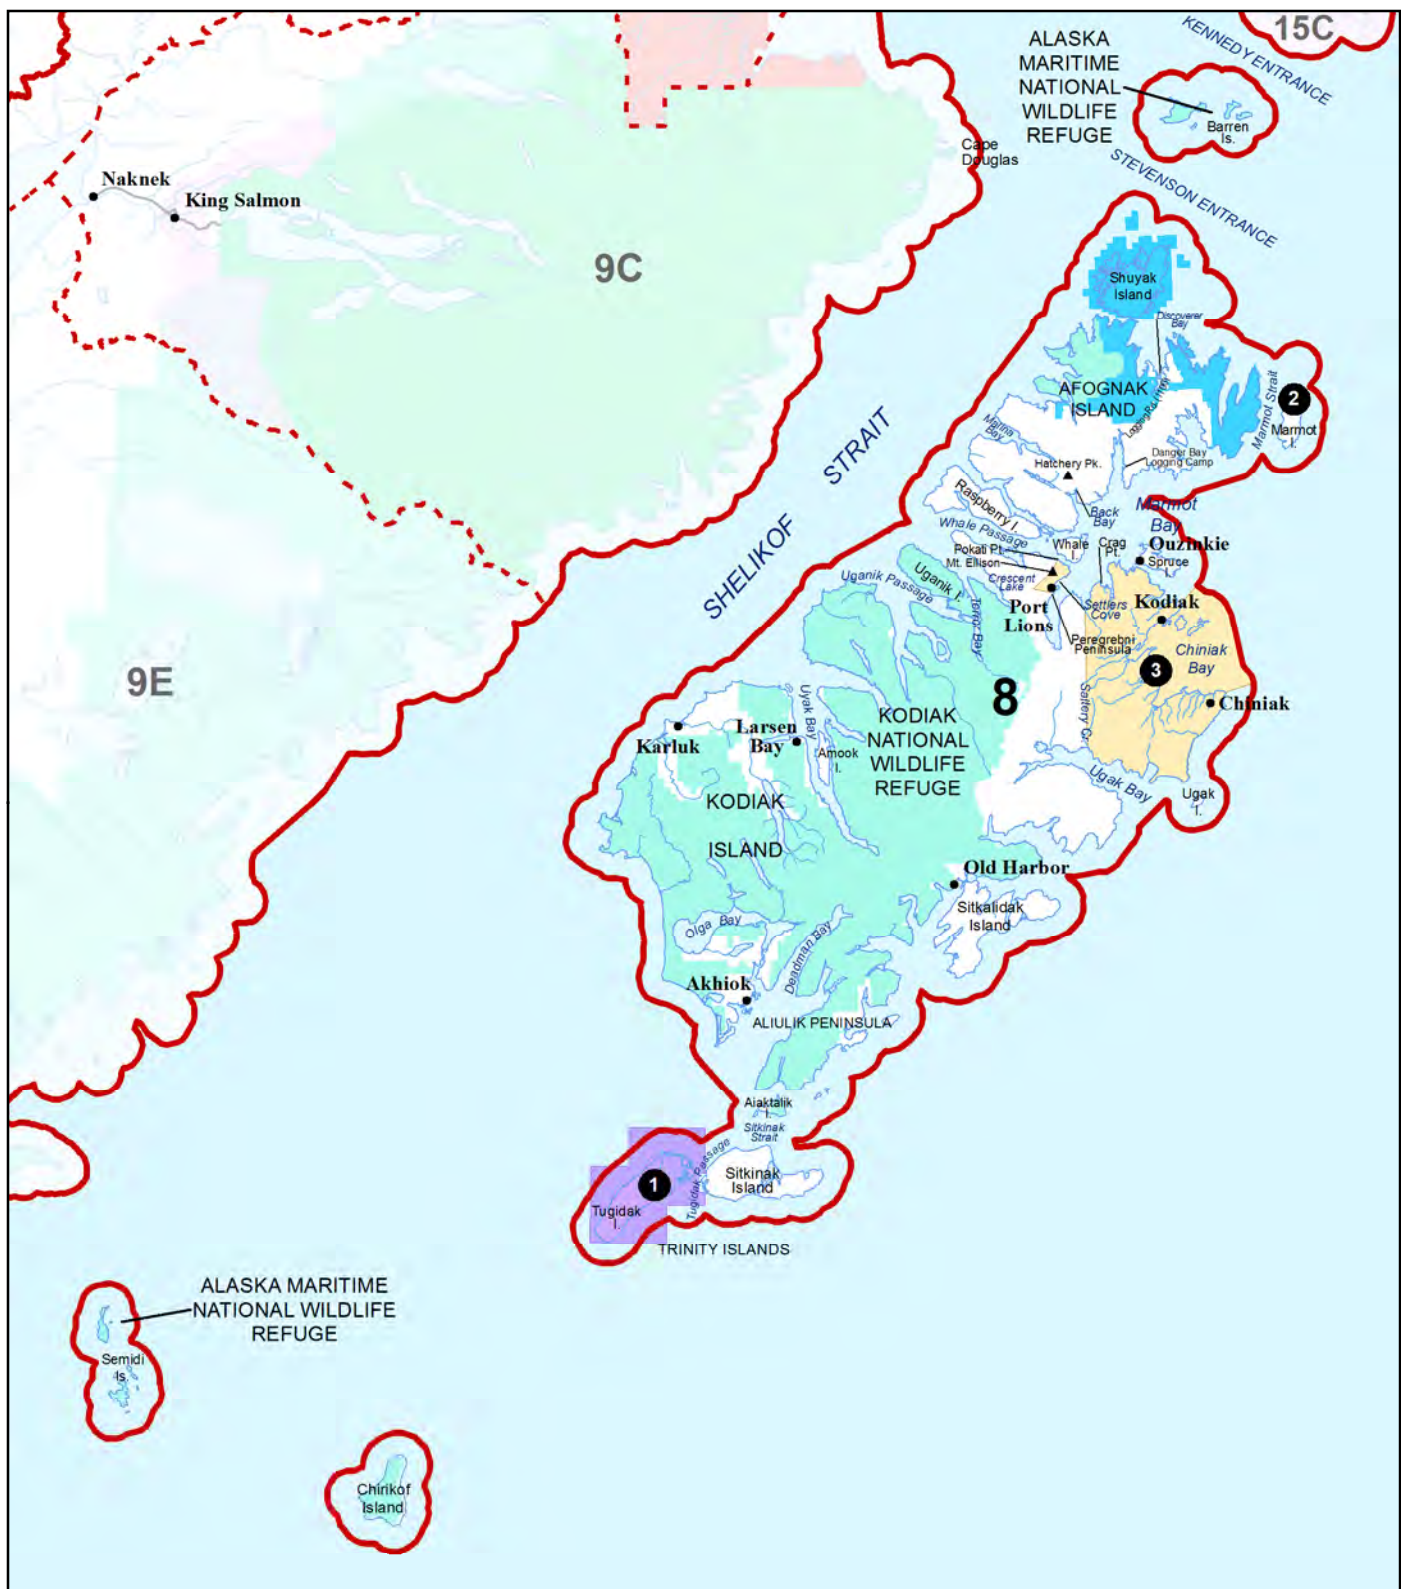 15C
KENNEDY ENTRANCE
ALASKA
MARITIME
NATIONAL
WILDLIFE
REFUGE
Barren
Is.
Cape
Douglas
STEVENSON ENTRANCE
Naknek
King Salmon
9C
Shuyak
Island
Discoverer
Bay
AFOGNAK
ISLAND
Marmot Strait
2
Marmot
I.
Marina
Bay
Hatchery Pk.
Danger Bay
Logging Camp
STRAIT
SHELIKOF
Raspberry I.
Back
Bay
Marmot
Bay
Whale Passage
Whale
I.
Crag
Pt.
Ouzinkie
Spruce
I.
Pokati Pt.
Mt. Ellison
Crescent
Lake
Uganik I.
Uganik Passage
Terror Bay
Port
Lions
Settlers
Cove
Kodiak
Peregrebni
Peninsula
Chiniak
Bay
3
9E
8
Saltery Cr.
Chiniak
Karluk
Larsen
Bay
Uyak Bay
Amook
I.
KODIAK
NATIONAL
WILDLIFE
REFUGE
Ugak Bay
Ugak
I.
KODIAK
ISLAND
Old Harbor
Sitkalidak
Island
Olga Bay
Deadman Bay
Akhiok
ALIULIK PENINSULA
Aiaktalik
I.
Sitkinak
Strait
Tugidak Passage
Sitkinak
Island
1
Tugidak
I.
TRINITY ISLANDS
ALASKA MARITIME
NATIONAL WILDLIFE
REFUGE
Semidi
Is.
Chirikof
Island